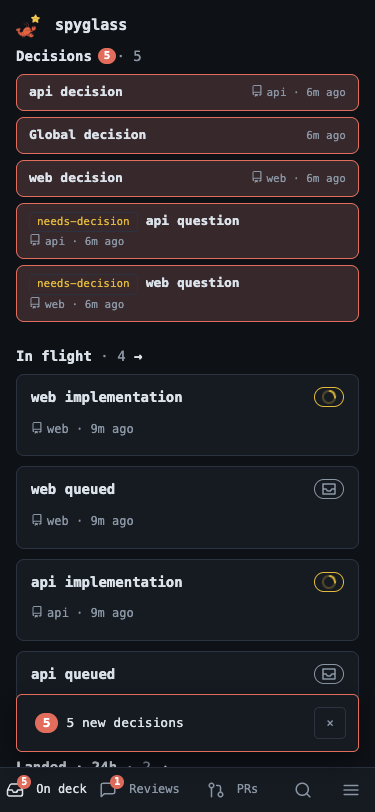 spyglass
Decisions 5 · 5
api decision api · 6m ago
Global decision 6m ago
web decision web · 6m ago
needs-decision api question
api · 6m ago
needs-decision web question
web · 6m ago
In flight · 4 →
web implementation
web · 9m ago
web queued
web · 9m ago
api implementation
api · 9m ago
api queued
5 5 new decisions ×
Landed · 24h · 2
5 On deck 1 Reviews PRs